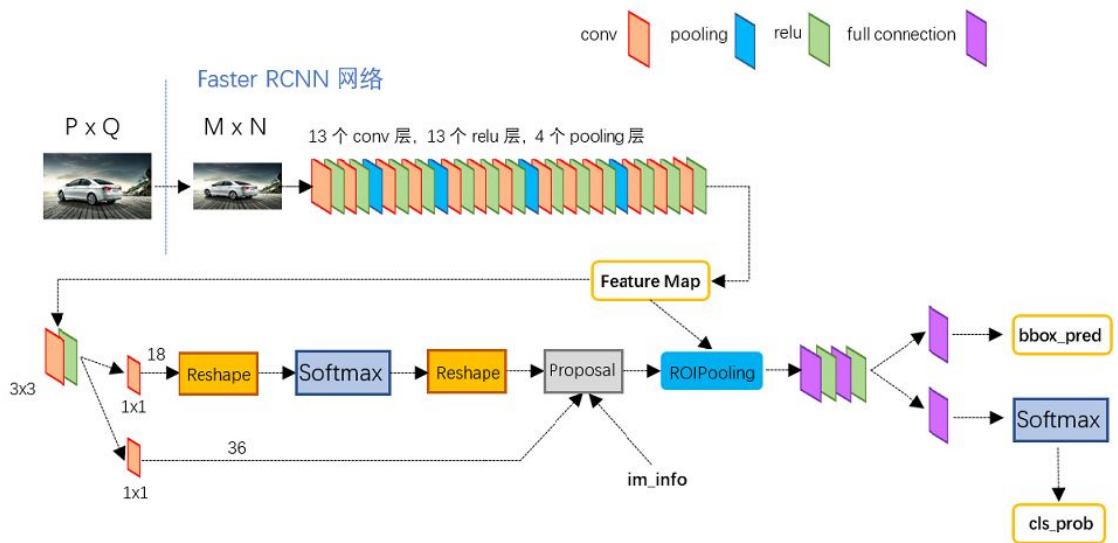 conv
pooling
relu
full connection
Faster RCNN 网络
P x Q
M x N
13 个 conv 层，13 个 relu 层，4 个 pooling 层
Feature Map
3x3
1x1
18
Reshape
Softmax
Reshape
Proposal
ROIPooling
bbox_pred
Softmax
cls_prob
1x1
36
im_info